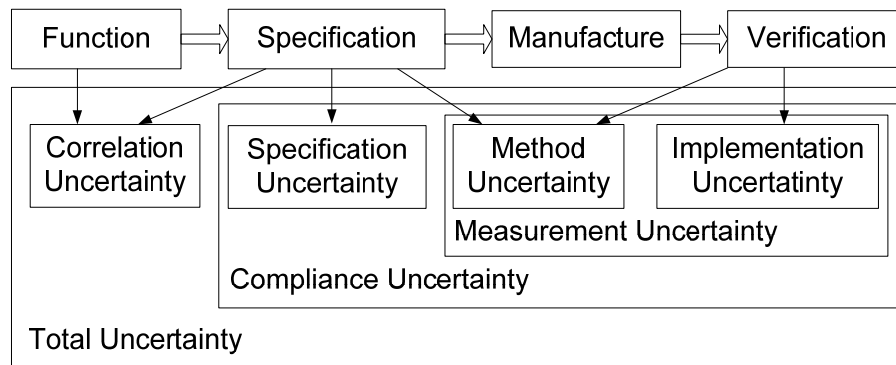 Function
Specification
Manufacture
Verification
Correlation
Uncertainty
Specification
Uncertainty
Method
Uncertainty
Implementation
Uncertatinty
Measurement Uncertainty
Compliance Uncertainty
Total Uncertainty